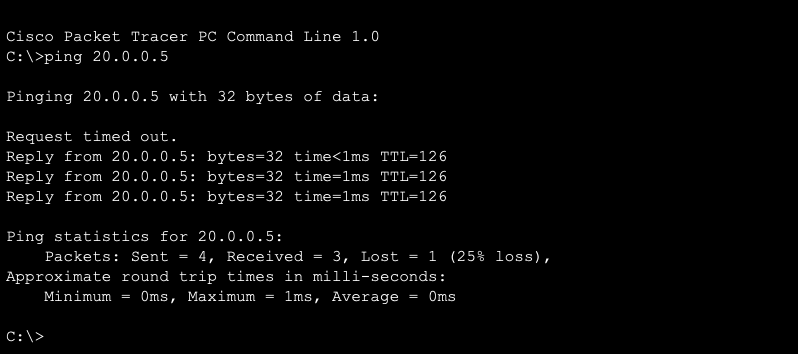 Cisco Packet Tracer PC Command Line 1.0
C:\>ping 20.0.0.5
Pinging 20.0.0.5 with 32 bytes of data:
Request timed out.
Reply from 20.0.0.5: bytes=32 time<1ms TTL=126
Reply from 20.0.0.5: bytes=32 time=1ms TTL=126
Reply from 20.0.0.5: bytes=32 time=1ms TTL=126
Ping statistics for 20.0.0.5:
    Packets: Sent = 4, Received = 3, Lost = 1 (25% loss),
Approximate round trip times in milli-seconds:
    Minimum = 0ms, Maximum = 1ms, Average = 0ms
C:\>